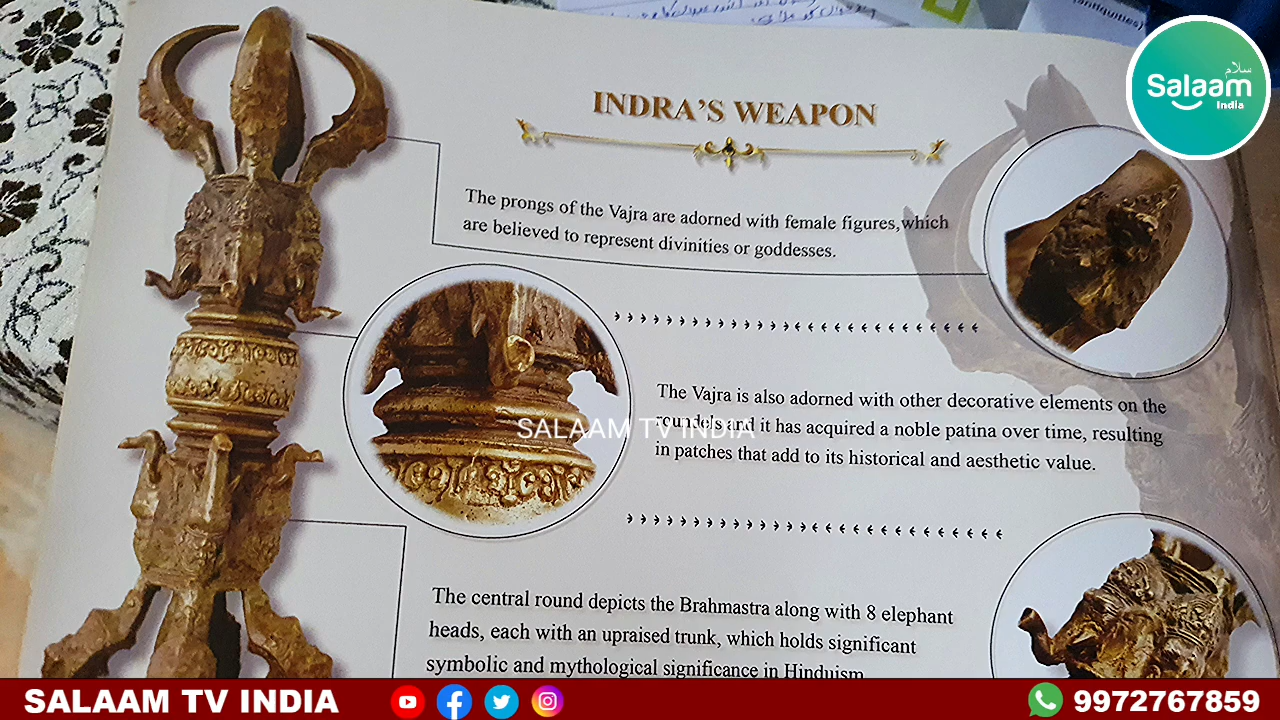 (antiquities)
سلام
Salaam
India
INDRA'S WEAPON
The prongs of the Vajra are adorned with female figures,which
are believed to represent divinities or goddesses.
The Vajra is also adorned with other decorative elements on the
roundels and it has acquired a noble patina over time, resulting
in patches that add to its historical and aesthetic value.
SALAAM TV INDIA
The central round depicts the Brahmastra along with 8 elephant
heads, each with an upraised trunk, which holds significant
symbolic and mythological significance in Hinduism
SALAAM TV INDIA
9972767859